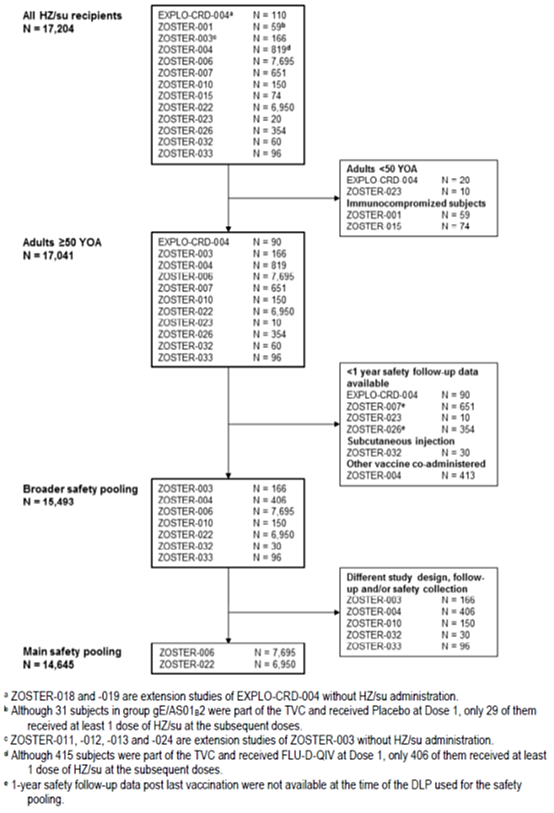 All HZ/su recipients
N = 17,204
EXPLO-CRD-004a N = 110
ZOSTER-001 N = 59b
ZOSTER-003c N = 166
ZOSTER-004 N = 819d
ZOSTER-006 N = 7,695
ZOSTER-007 N = 651
ZOSTER-010 N = 150
ZOSTER-015 N = 74
ZOSTER-022 N = 6,950
ZOSTER-023 N = 20
ZOSTER-026 N = 354
ZOSTER-032 N = 60
ZOSTER-033 N = 96
Adults <50 YOA
EXPLO CRD 004 N = 20
ZOSTER-023 N = 10
Immunocompromized subjects
ZOSTER-001 N = 59
ZOSTER 015 N = 74
Adults ≥50 YOA
N = 17,041
EXPLO-CRD-004 N = 90
ZOSTER-003 N = 166
ZOSTER-004 N = 819
ZOSTER-006 N = 7,695
ZOSTER-007 N = 651
ZOSTER-010 N = 150
ZOSTER-022 N = 6,950
ZOSTER-023 N = 10
ZOSTER-026 N = 354
ZOSTER-032 N = 60
ZOSTER-033 N = 96
<1 year safety follow-up data
available
EXPLO-CRD-004 N = 90
ZOSTER-007e N = 651
ZOSTER-023 N = 10
ZOSTER-026e N = 354
Subcutaneous injection
ZOSTER-032 N = 30
Other vaccine co-administered
ZOSTER-004 N = 413
Broader safety pooling
N = 15,493
ZOSTER-003 N = 166
ZOSTER-004 N = 406
ZOSTER-006 N = 7,695
ZOSTER-010 N = 150
ZOSTER-022 N = 6,950
ZOSTER-032 N = 30
ZOSTER-033 N = 96
Different study design, follow-
up and/or safety collection
ZOSTER-003 N = 166
ZOSTER-004 N = 406
ZOSTER-010 N = 150
ZOSTER-032 N = 30
ZOSTER-033 N = 96
Main safety pooling
N = 14,645
ZOSTER-006 N = 7,695
ZOSTER-022 N = 6,950
a ZOSTER-018 and -019 are extension studies of EXPLO-CRD-004 without HZ/su administration.
b Although 31 subjects in group gE/AS01B2 were part of the TVC and received Placebo at Dose 1, only 29 of them
received at least 1 dose of HZ/su at the subsequent doses.
c ZOSTER-011, -012, -013 and -024 are extension studies of ZOSTER-003 without HZ/su administration.
d Although 415 subjects were part of the TVC and received FLU-D-QIV at Dose 1, only 406 of them received at least
1 dose of HZ/su at the subsequent doses.
e 1-year safety follow-up data post last vaccination were not available at the time of the DLP used for the safety
pooling.